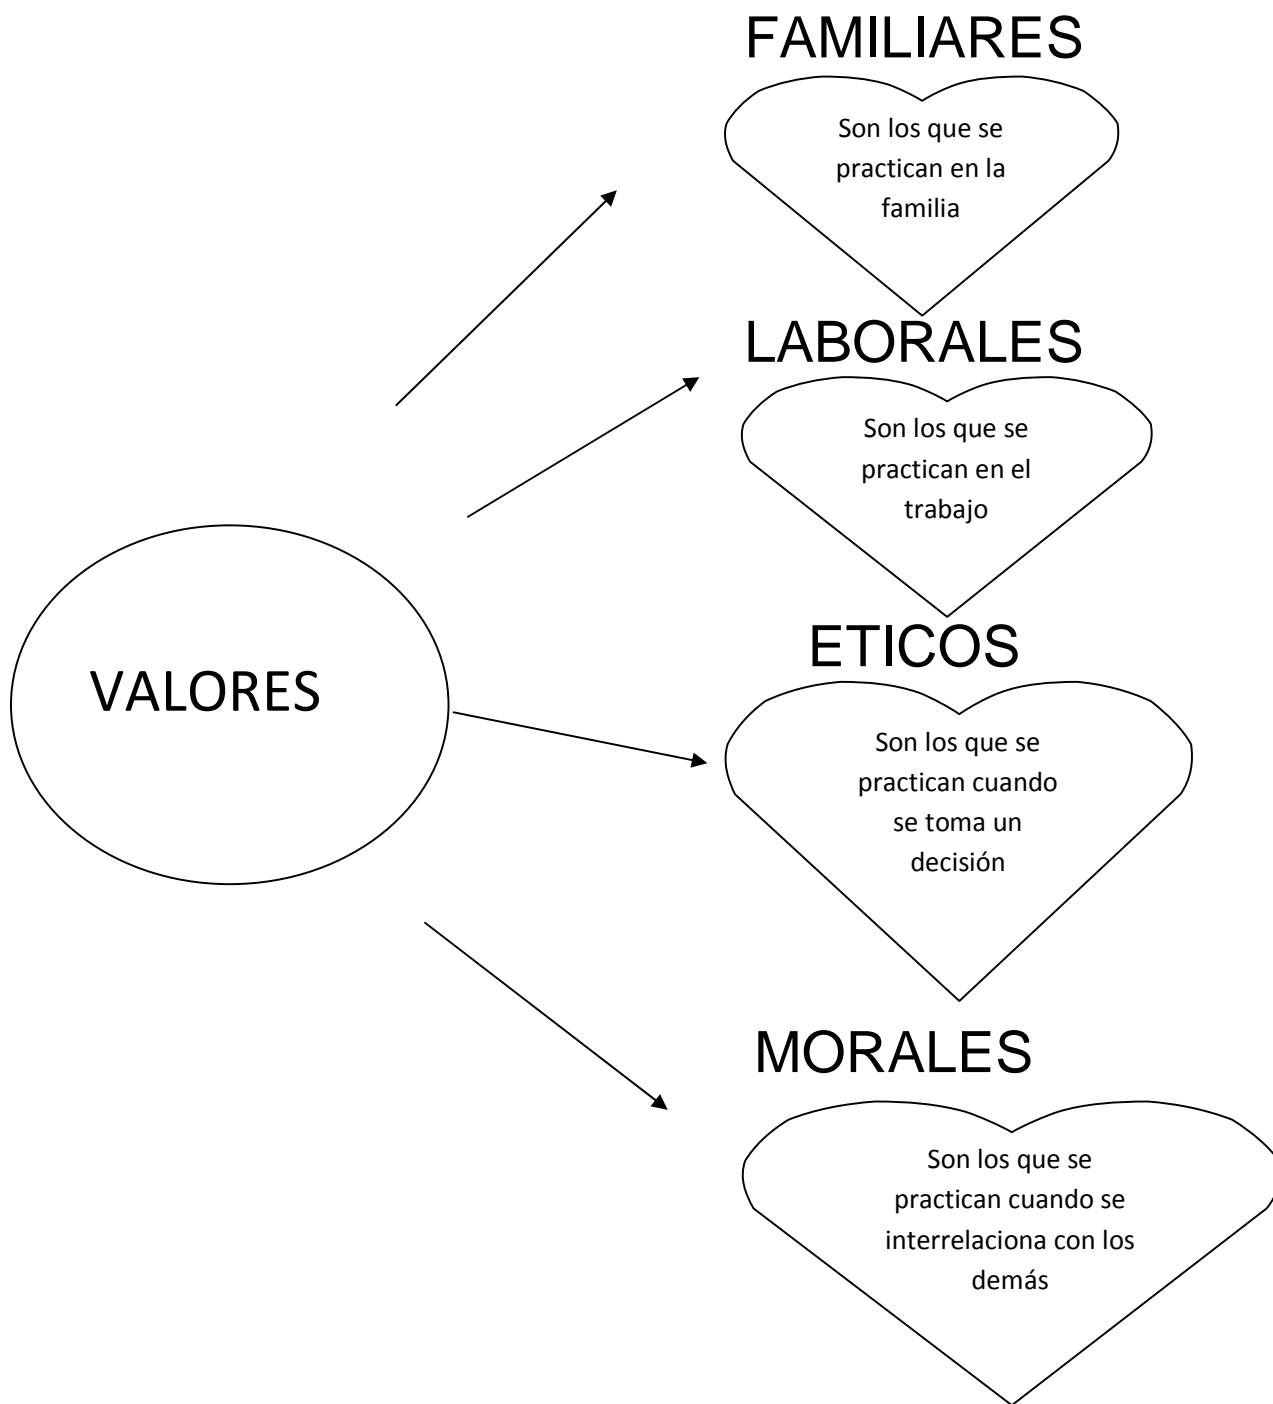 FAMILIARES
Son los que se
practican en la
familia
LABORALES
Son los que se
practican en el
trabajo
VALORES
ETICOS
Son los que se
practican cuando
se toma un
decisión
MORALES
Son los que se
practican cuando se
interrelaciona con los
demás